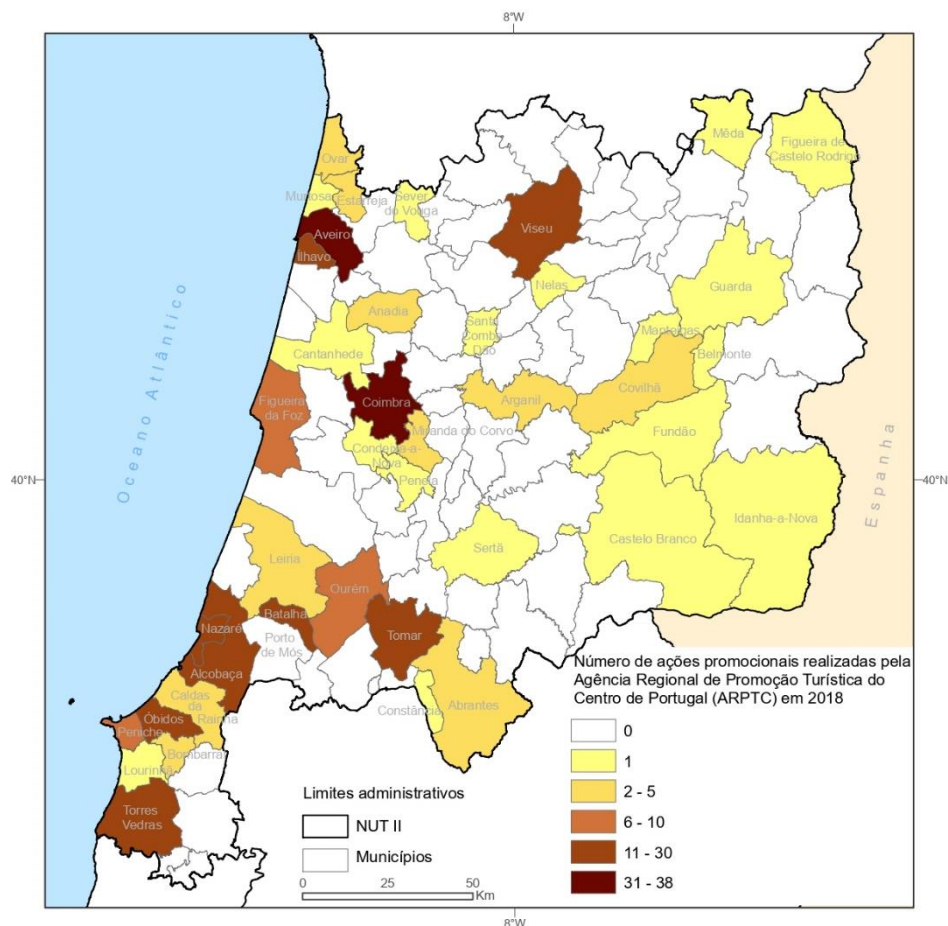 8°W
Ovar
Murtosa
Estarreja
Sever
do Vouga
Aveiro
Ílhavo
Viseu
Mêda
Figueira de
Castelo Rodrigo
Nelas
Guarda
Anadia
Santa
Comba
Dão
Manteigas
Belmonte
Cantanhede
Coimbra
Arganil
Covilhã
Figueira
da Foz
Miranda do Corvo
Condeixa-a-
Nova
Penela
Fundão
Oceano Atlântico
Espanha
40°N
40°N
Idanha-a-Nova
Castelo Branco
Sertã
Leiria
Ourém
Batalha
Nazaré
Porto
de Mós
Tomar
Alcobaça
Caldas
da
Rainha
Óbidos
Peniche
Constância
Abrantes
Bombarral
Lourinhã
Torres
Vedras
Número de ações promocionais realizadas pela
Agência Regional de Promoção Turística do
Centro de Portugal (ARPTC) em 2018
0
1
2 - 5
6 - 10
11 - 30
31 - 38
Limites administrativos
NUT II
Municípios
0 25 50
Km
8°W